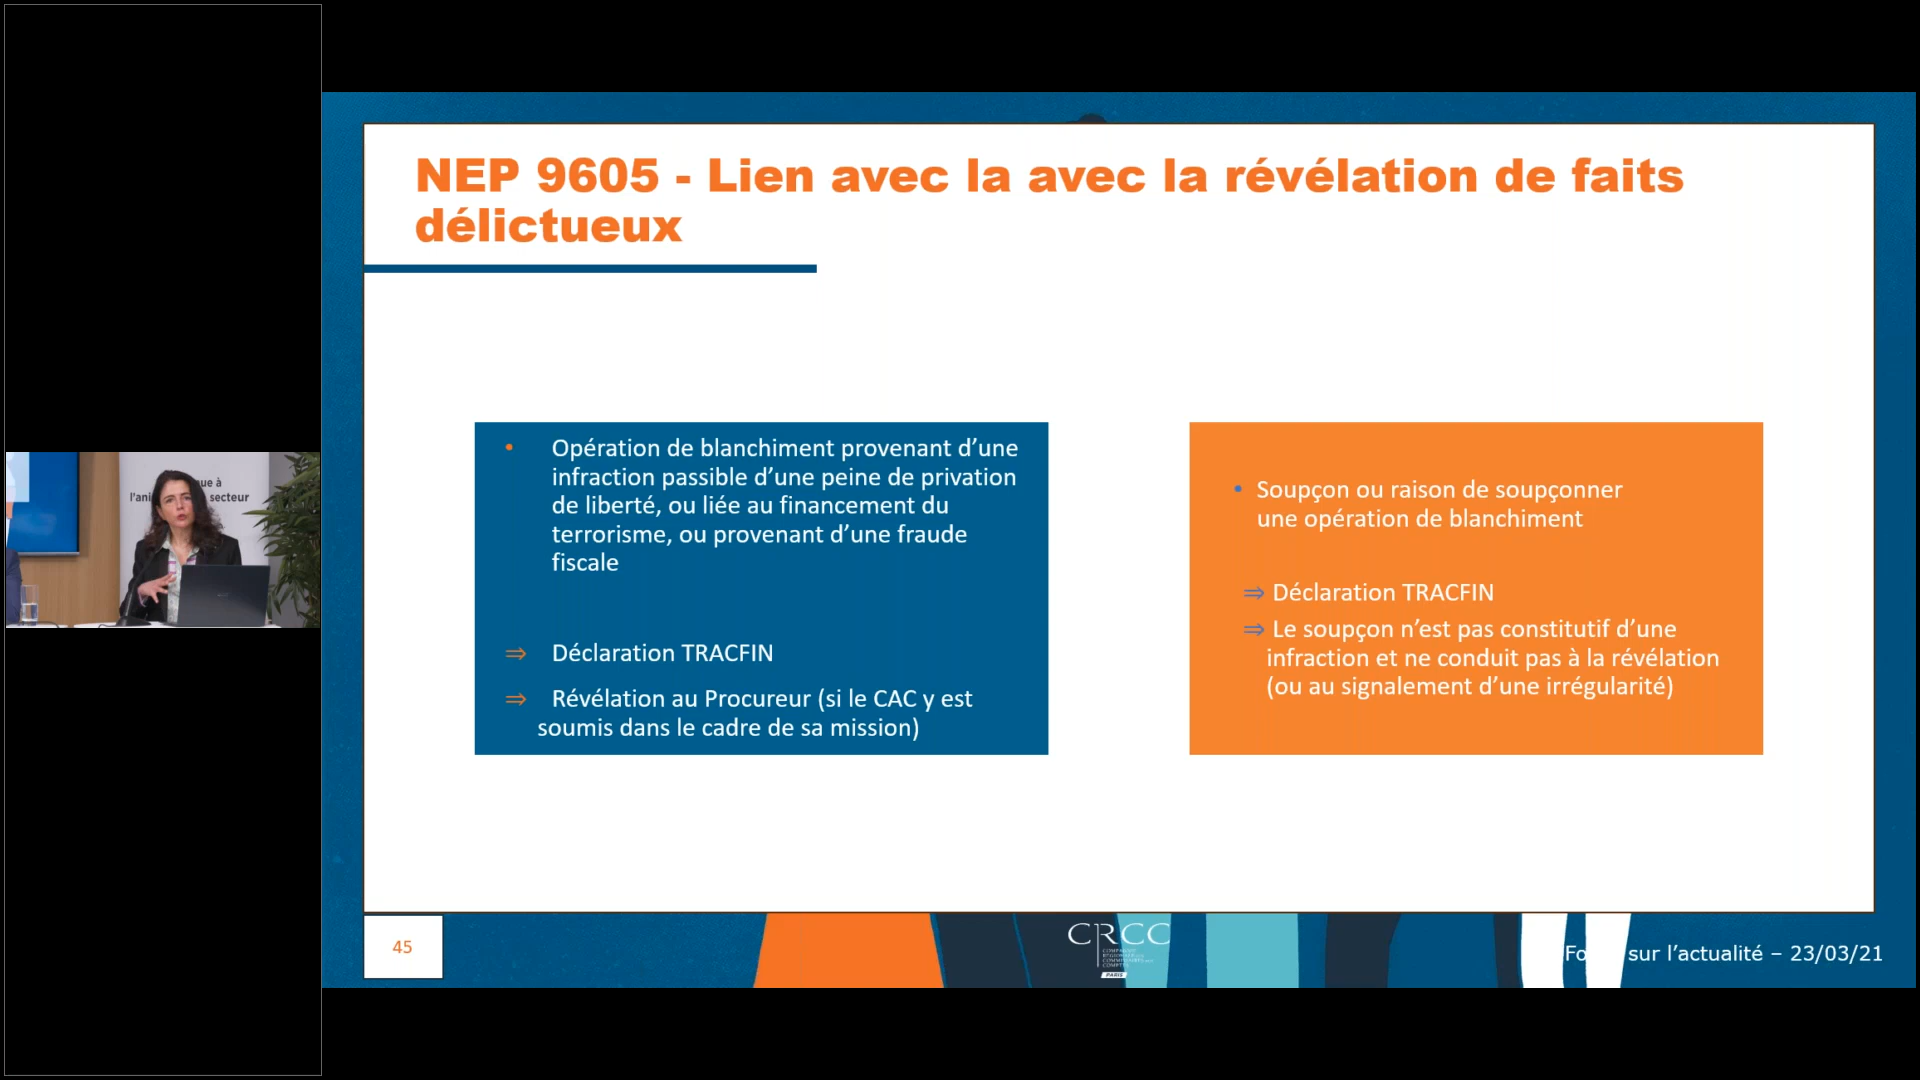 NEP 9605 - Lien avec la avec la révélation de faits
délictueux
• Opération de blanchiment provenant d’une
infraction passible d’une peine de privation
de liberté, ou liée au financement du
terrorisme, ou provenant d’une fraude
fiscale
⇒ Déclaration TRACFIN
⇒ Révélation au Procureur (si le CAC y est
soumis dans le cadre de sa mission)
• Soupçon ou raison de soupçonner
une opération de blanchiment
⇒ Déclaration TRACFIN
⇒ Le soupçon n’est pas constitutif d’une
infraction et ne conduit pas à la révélation
(ou au signalement d’une irrégularité)
secteur
45
CRCC
PARIS
sur l’actualité – 23/03/21